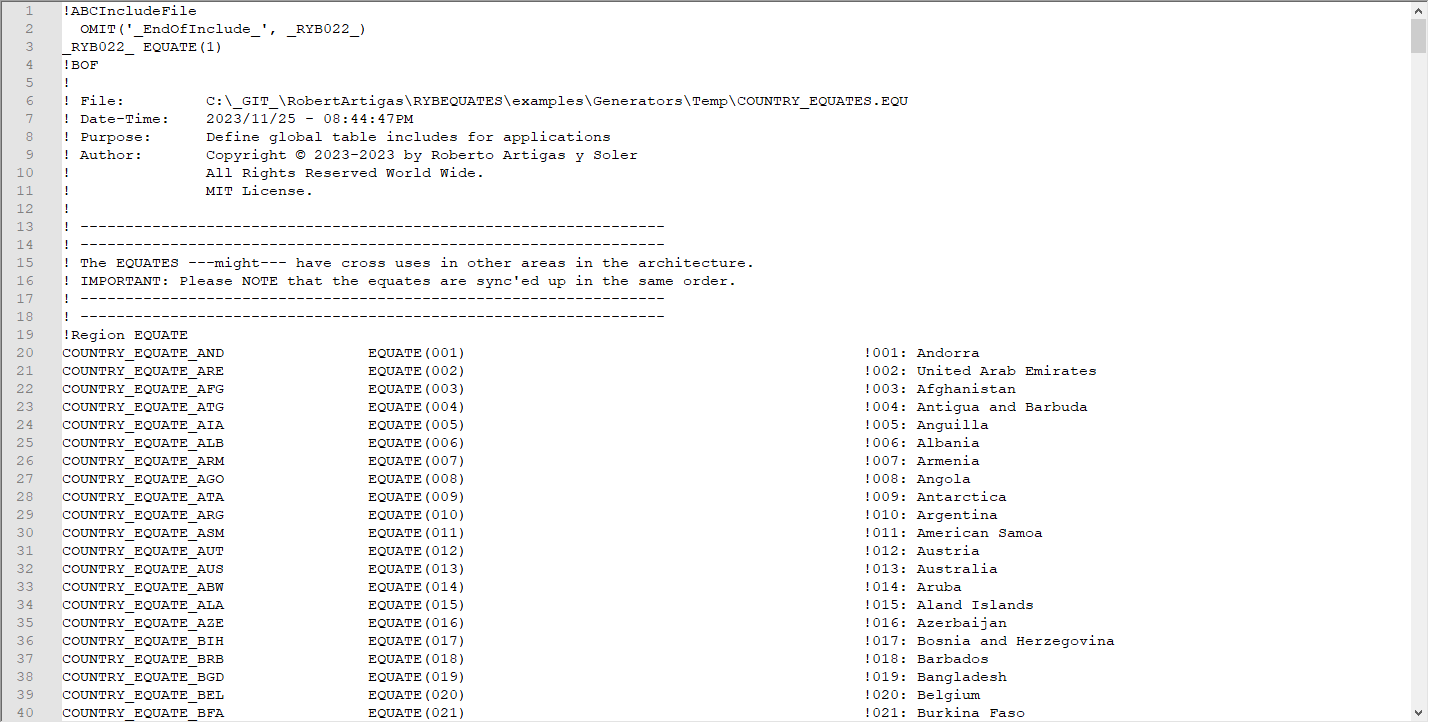 1 !ABCIncludeFile
2   OMIT('_EndOfInclude_', _RYB022_)
3 _RYB022_ EQUATE(1)
4 !BOF
5 !
6 ! File:         C:\_GIT_\RobertArtigas\RYBEQUATES\examples\Generators\Temp\COUNTRY_EQUATES.EQU
7 ! Date-Time:    2023/11/25 - 08:44:47PM
8 ! Purpose:      Define global table includes for applications
9 ! Author:       Copyright © 2023-2023 by Roberto Artigas y Soler
10 !               All Rights Reserved World Wide.
11 !               MIT License.
12 !
13 ! -----------------------------------------------------------------
14 ! -----------------------------------------------------------------
15 ! The EQUATES ---might--- have cross uses in other areas in the architecture.
16 ! IMPORTANT: Please NOTE that the equates are sync'ed up in the same order.
17 ! -----------------------------------------------------------------
18 ! -----------------------------------------------------------------
19 !Region EQUATE
20 COUNTRY_EQUATE_AND                EQUATE(001)                                            !001: Andorra
21 COUNTRY_EQUATE_ARE                EQUATE(002)                                            !002: United Arab Emirates
22 COUNTRY_EQUATE_AFG                EQUATE(003)                                            !003: Afghanistan
23 COUNTRY_EQUATE_ATG                EQUATE(004)                                            !004: Antigua and Barbuda
24 COUNTRY_EQUATE_AIA                EQUATE(005)                                            !005: Anguilla
25 COUNTRY_EQUATE_ALB                EQUATE(006)                                            !006: Albania
26 COUNTRY_EQUATE_ARM                EQUATE(007)                                            !007: Armenia
27 COUNTRY_EQUATE_AGO                EQUATE(008)                                            !008: Angola
28 COUNTRY_EQUATE_ATA                EQUATE(009)                                            !009: Antarctica
29 COUNTRY_EQUATE_ARG                EQUATE(010)                                            !010: Argentina
30 COUNTRY_EQUATE_ASM                EQUATE(011)                                            !011: American Samoa
31 COUNTRY_EQUATE_AUT                EQUATE(012)                                            !012: Austria
32 COUNTRY_EQUATE_AUS                EQUATE(013)                                            !013: Australia
33 COUNTRY_EQUATE_ABW                EQUATE(014)                                            !014: Aruba
34 COUNTRY_EQUATE_ALA                EQUATE(015)                                            !015: Aland Islands
35 COUNTRY_EQUATE_AZE                EQUATE(016)                                            !016: Azerbaijan
36 COUNTRY_EQUATE_BIH                EQUATE(017)                                            !017: Bosnia and Herzegovina
37 COUNTRY_EQUATE_BRB                EQUATE(018)                                            !018: Barbados
38 COUNTRY_EQUATE_BGD                EQUATE(019)                                            !019: Bangladesh
39 COUNTRY_EQUATE_BEL                EQUATE(020)                                            !020: Belgium
40 COUNTRY_EQUATE_BFA                EQUATE(021)                                            !021: Burkina Faso